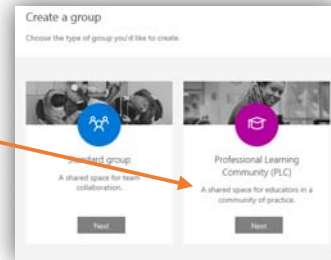 Create a group
Choose the type of group you'd like to create.
Standard group
A shared space for team
collaboration.
Next
Professional Learning
Community (PLC)
A shared space for educators in a
community of practice.
Next